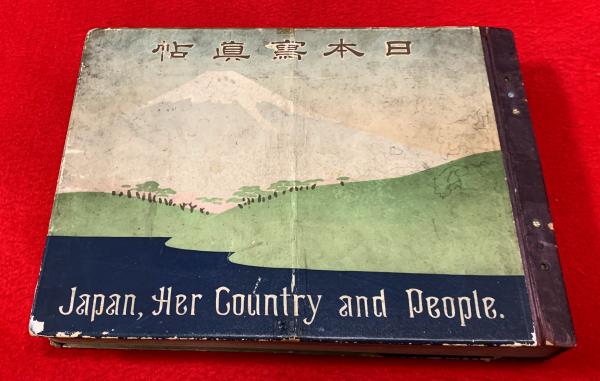 日本寫眞帖
Japan, Her Country and People.